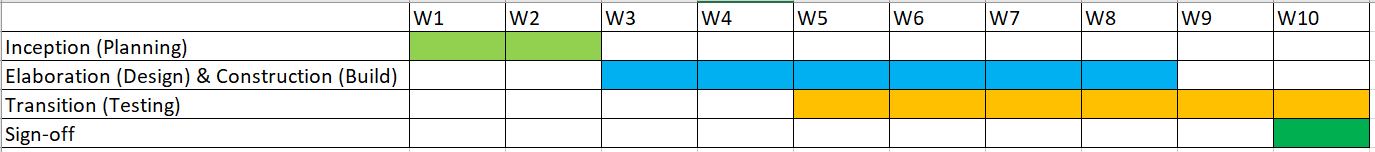 W1 W2 W3 W4 W5 W6 W7 W8 W9 W10
Inception (Planning)
Elaboration (Design) & Construction (Build)
Transition (Testing)
Sign-off